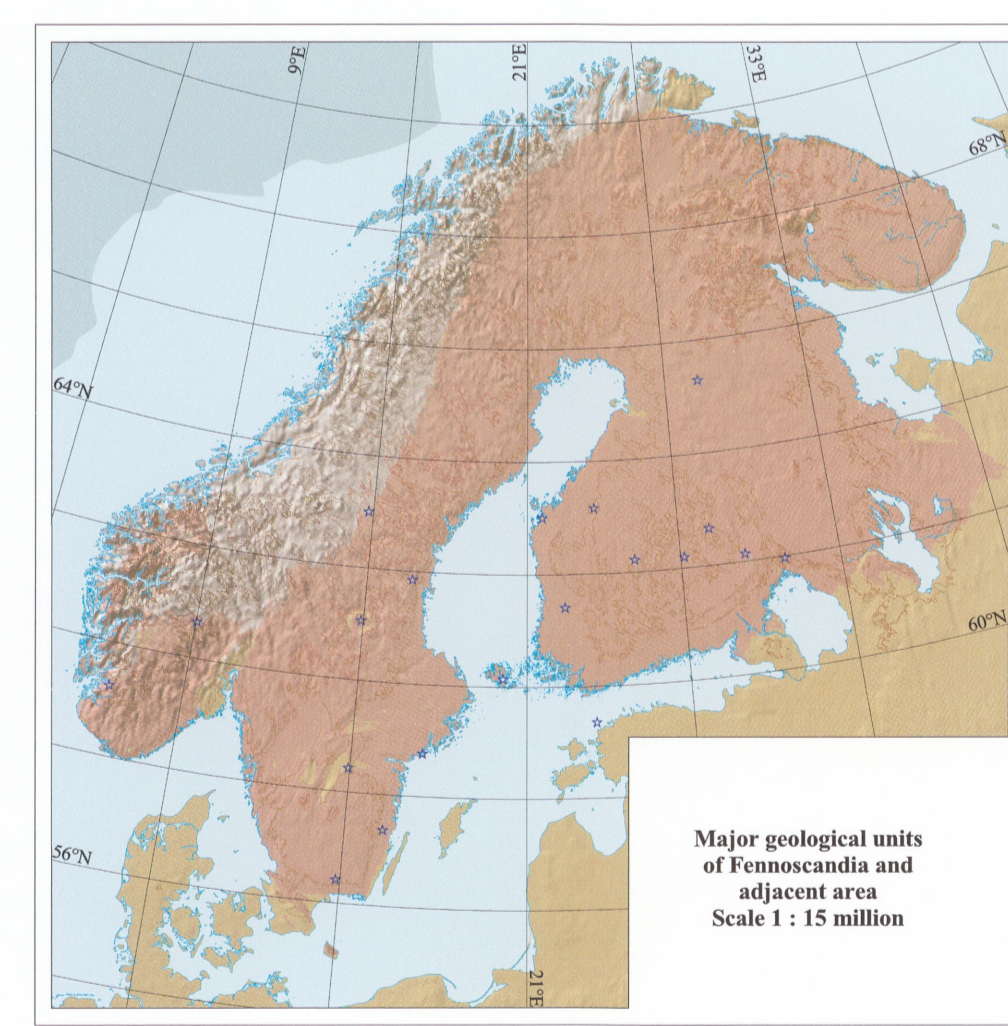 9°E
21°E
33°E
68°N
64°N
60°N
56°N
21°E
Major geological units
of Fennoscandia and
adjacent area
Scale 1 : 15 million